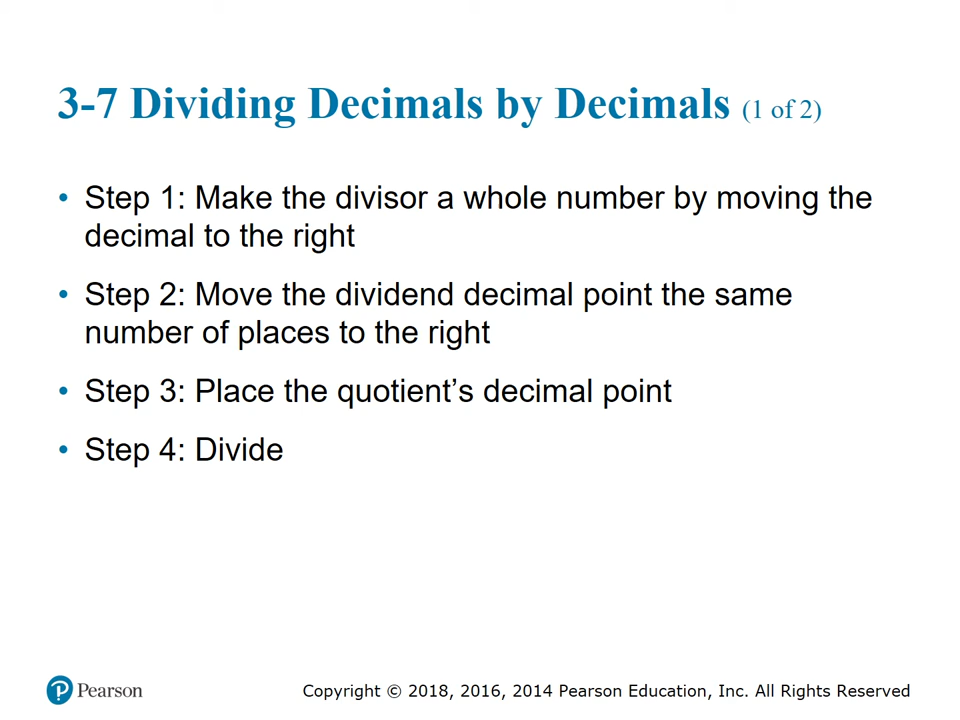 3-7 Dividing Decimals by Decimals (1 of 2)
• Step 1: Make the divisor a whole number by moving the
decimal to the right
• Step 2: Move the dividend decimal point the same
number of places to the right
• Step 3: Place the quotient’s decimal point
• Step 4: Divide
Pearson
Copyright © 2018, 2016, 2014 Pearson Education, Inc. All Rights Reserved